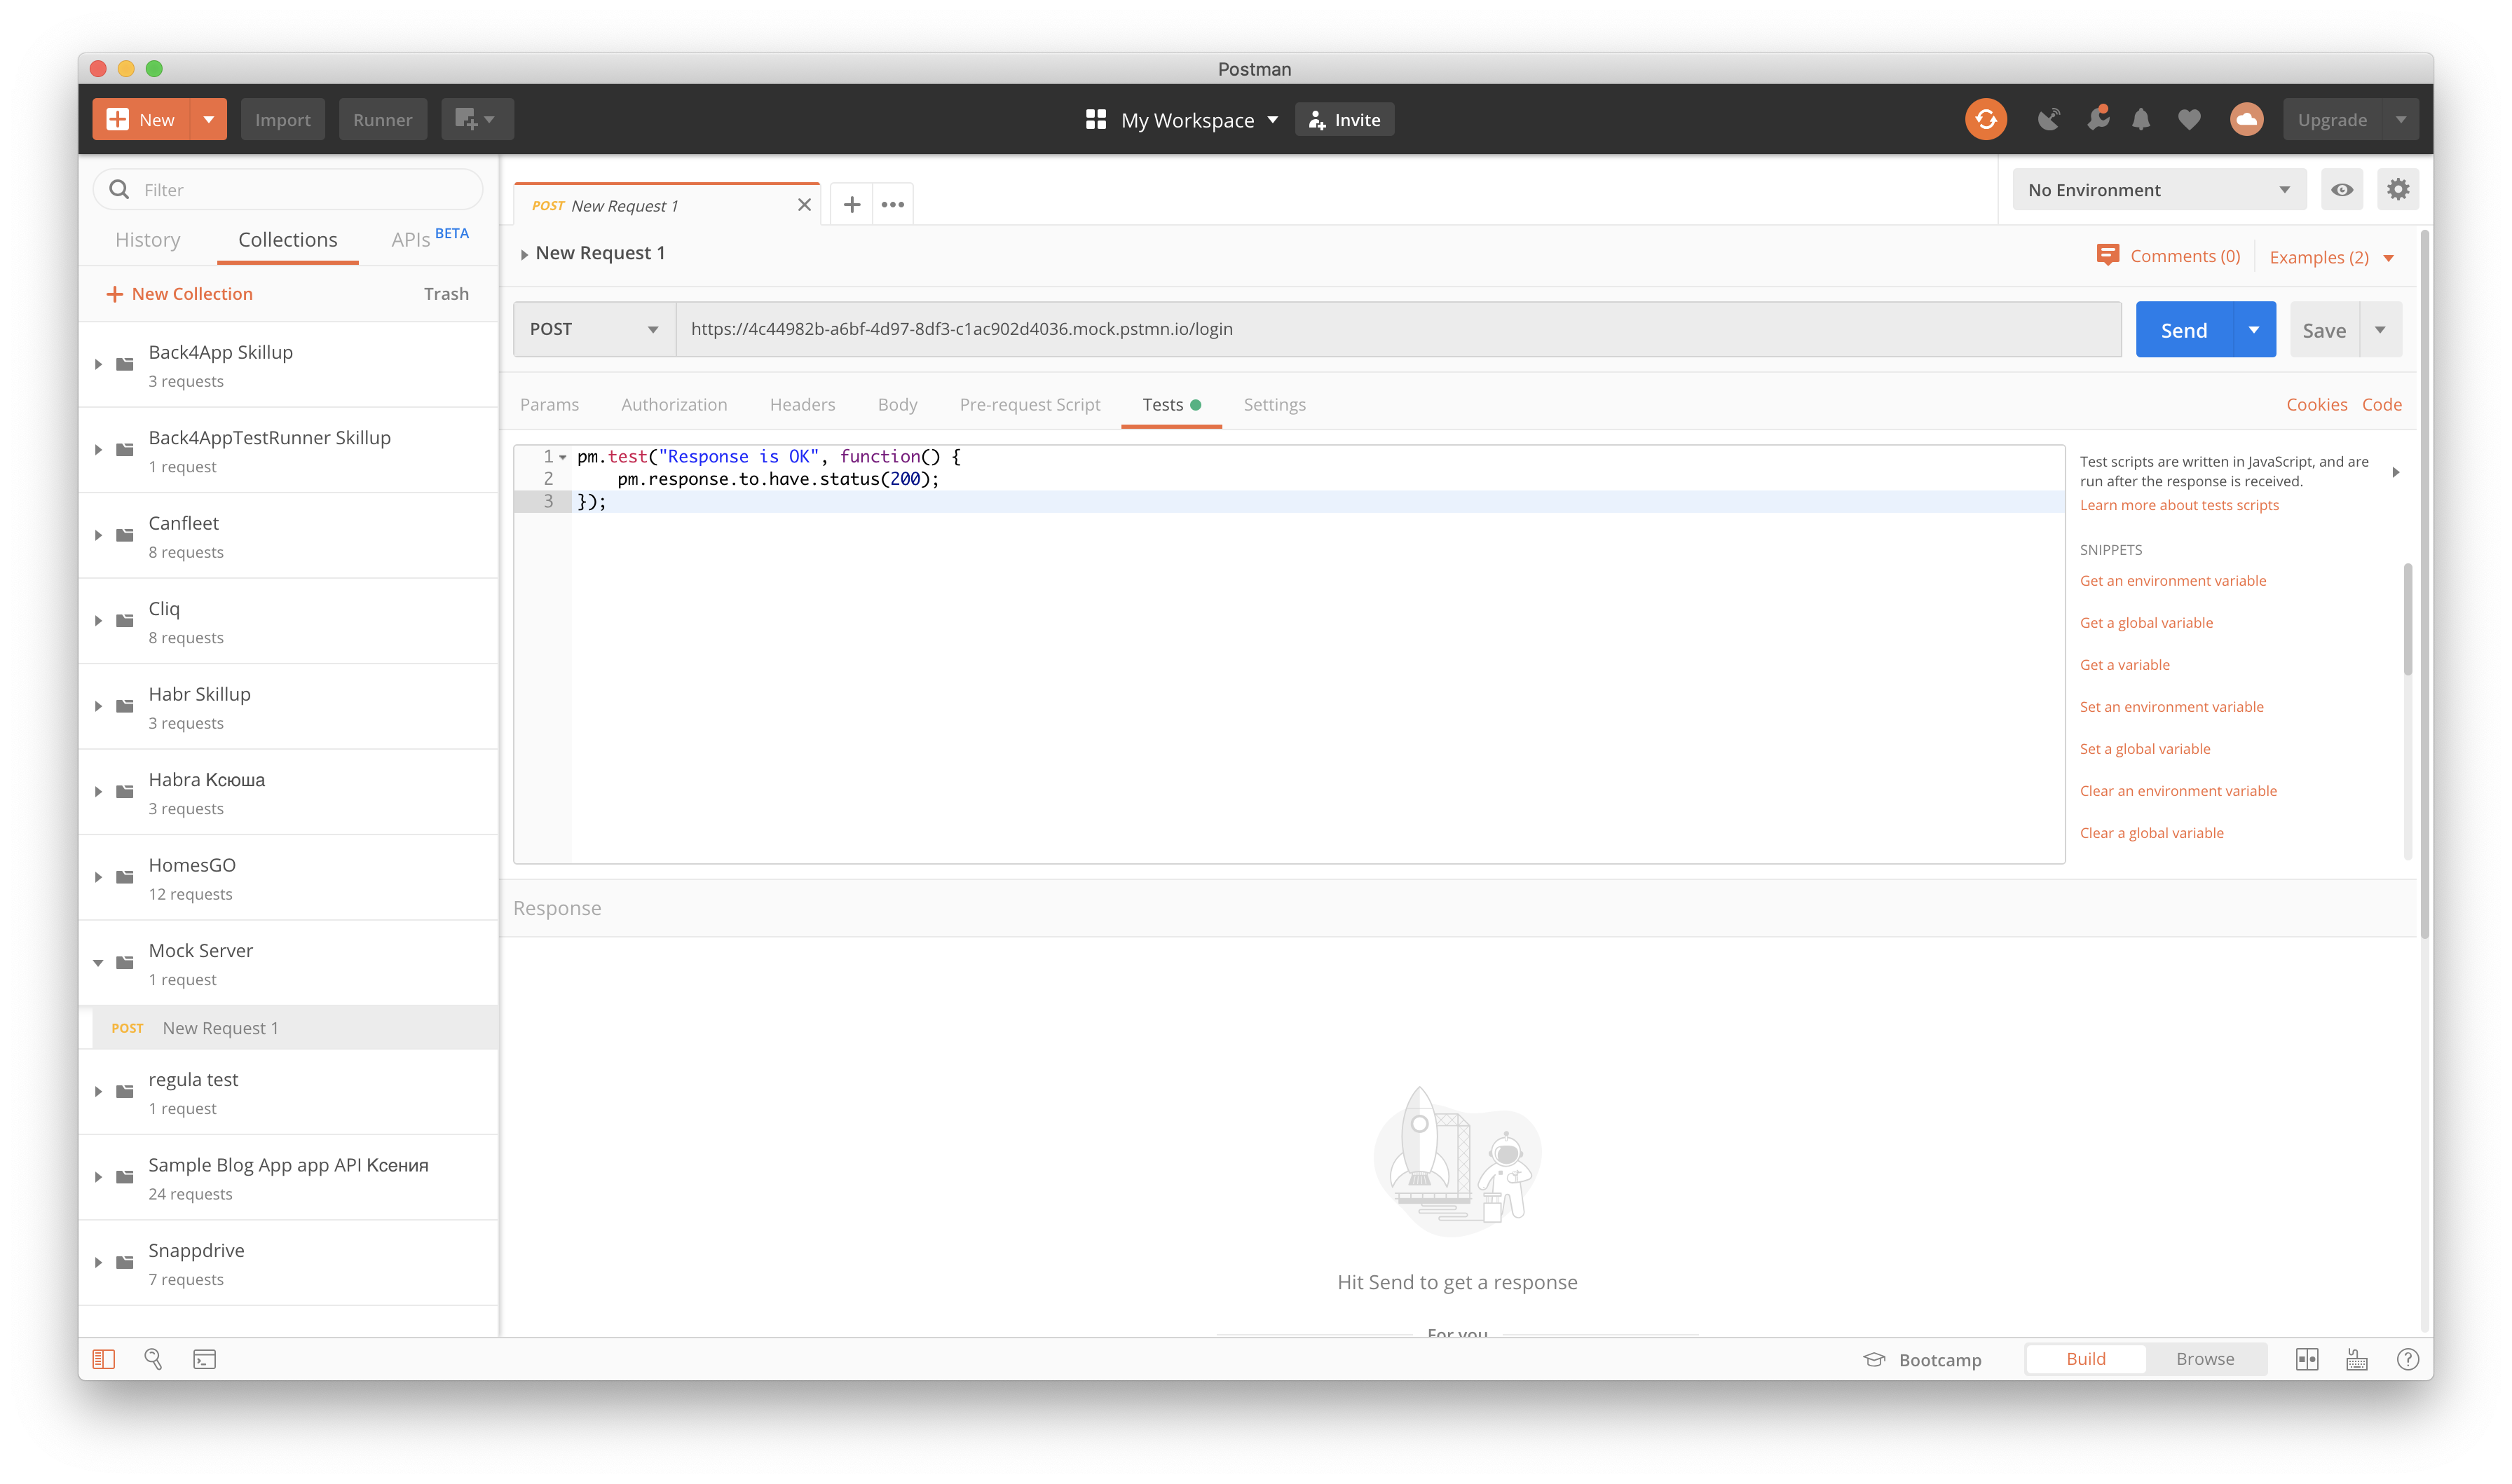 Postman
New
Import
Runner
My Workspace
Invite
Upgrade
Filter
History
Collections
APIs BETA
New Collection
Trash
Back4App Skillup
3 requests
Back4AppTestRunner Skillup
1 request
Canfleet
8 requests
Cliq
8 requests
Habr Skillup
3 requests
Habra Ксюша
3 requests
HomesGO
12 requests
Mock Server
1 request
POST New Request 1
regula test
1 request
Sample Blog App app API Ксения
24 requests
Snappdrive
7 requests
POST New Request 1
No Environment
New Request 1
Comments (0)
Examples (2)
POST
https://4c44982b-a6bf-4d97-8df3-c1ac902d4036.mock.pstmn.io/login
Send
Save
Params
Authorization
Headers
Body
Pre-request Script
Tests
Settings
Cookies
Code
1 pm.test("Response is OK", function() {
2 pm.response.to.have.status(200);
3 });
Test scripts are written in JavaScript, and are
run after the response is received.
Learn more about tests scripts
SNIPPETS
Get an environment variable
Get a global variable
Get a variable
Set an environment variable
Set a global variable
Clear an environment variable
Clear a global variable
Response
Hit Send to get a response
For you
Bootcamp
Build
Browse